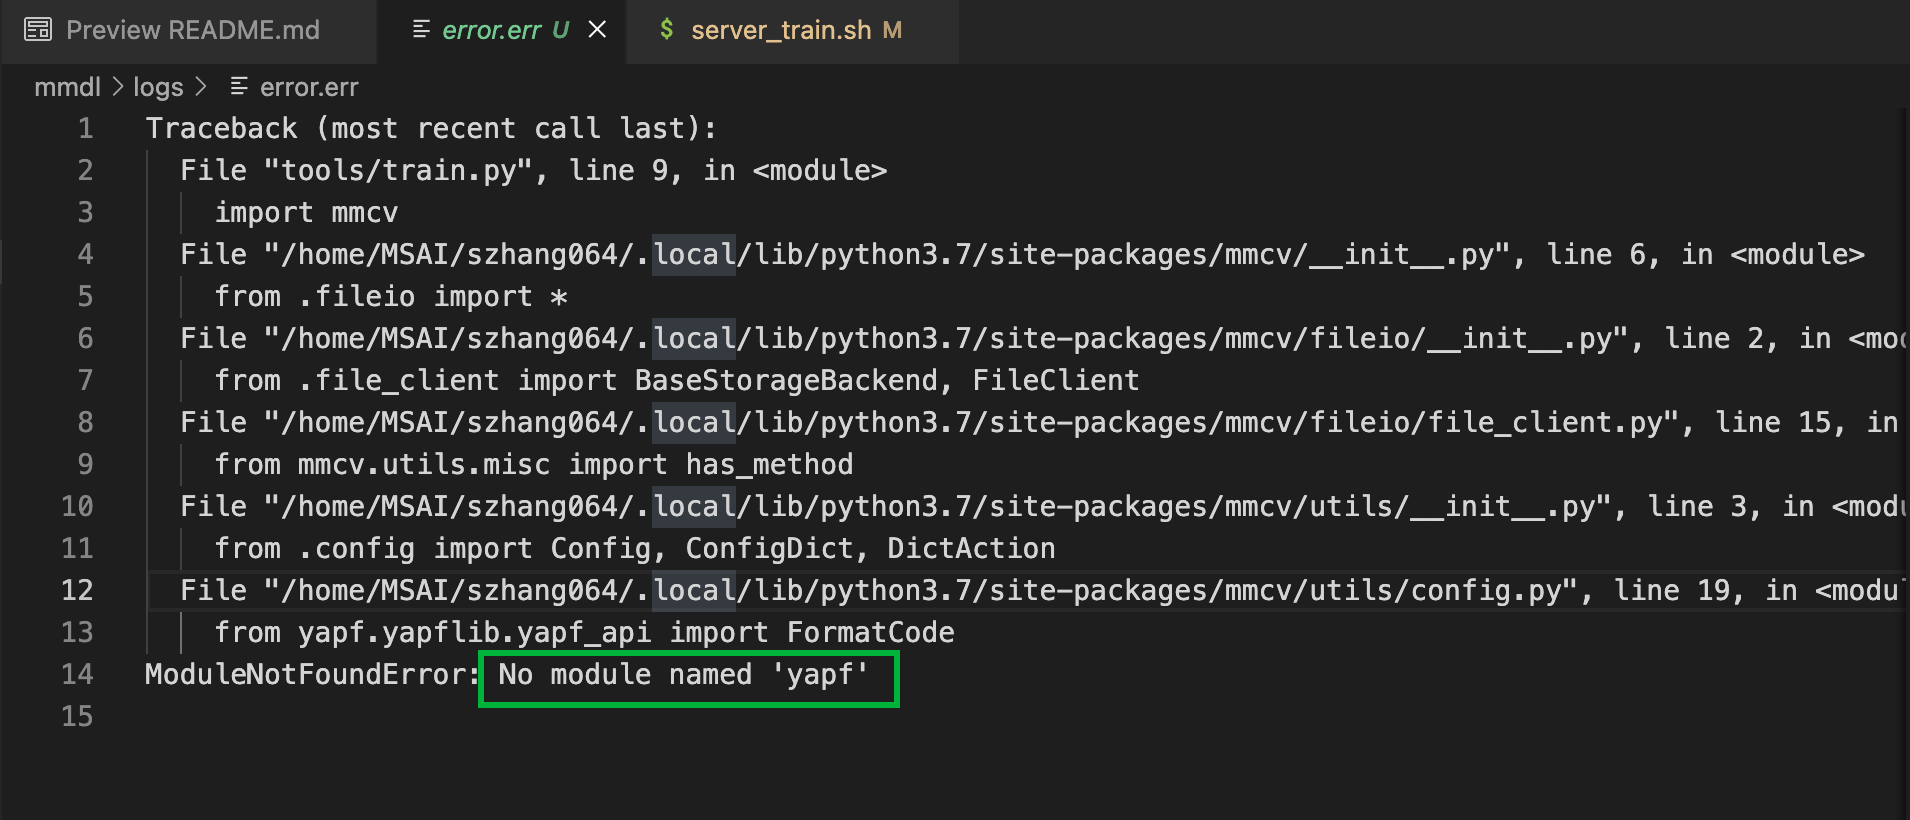 Preview README.md
error.err U
$ server_train.sh M
mmdl > logs > error.err
1 Traceback (most recent call last):
2 File "tools/train.py", line 9, in <module>
3 import mmcv
4 File "/home/MSAI/szhang064/.local/lib/python3.7/site-packages/mmcv/__init__.py", line 6, in <module>
5 from .fileio import *
6 File "/home/MSAI/szhang064/.local/lib/python3.7/site-packages/mmcv/fileio/__init__.py", line 2, in <mod
7 from .file_client import BaseStorageBackend, FileClient
8 File "/home/MSAI/szhang064/.local/lib/python3.7/site-packages/mmcv/fileio/file_client.py", line 15, in
9 from mmcv.utils.misc import has_method
10 File "/home/MSAI/szhang064/.local/lib/python3.7/site-packages/mmcv/utils/__init__.py", line 3, in <modu
11 from .config import Config, ConfigDict, DictAction
12 File "/home/MSAI/szhang064/.local/lib/python3.7/site-packages/mmcv/utils/config.py", line 19, in <modu
13 from yapf.yapflib.yapf_api import FormatCode
14 ModuleNotFoundError: No module named 'yapf'
15